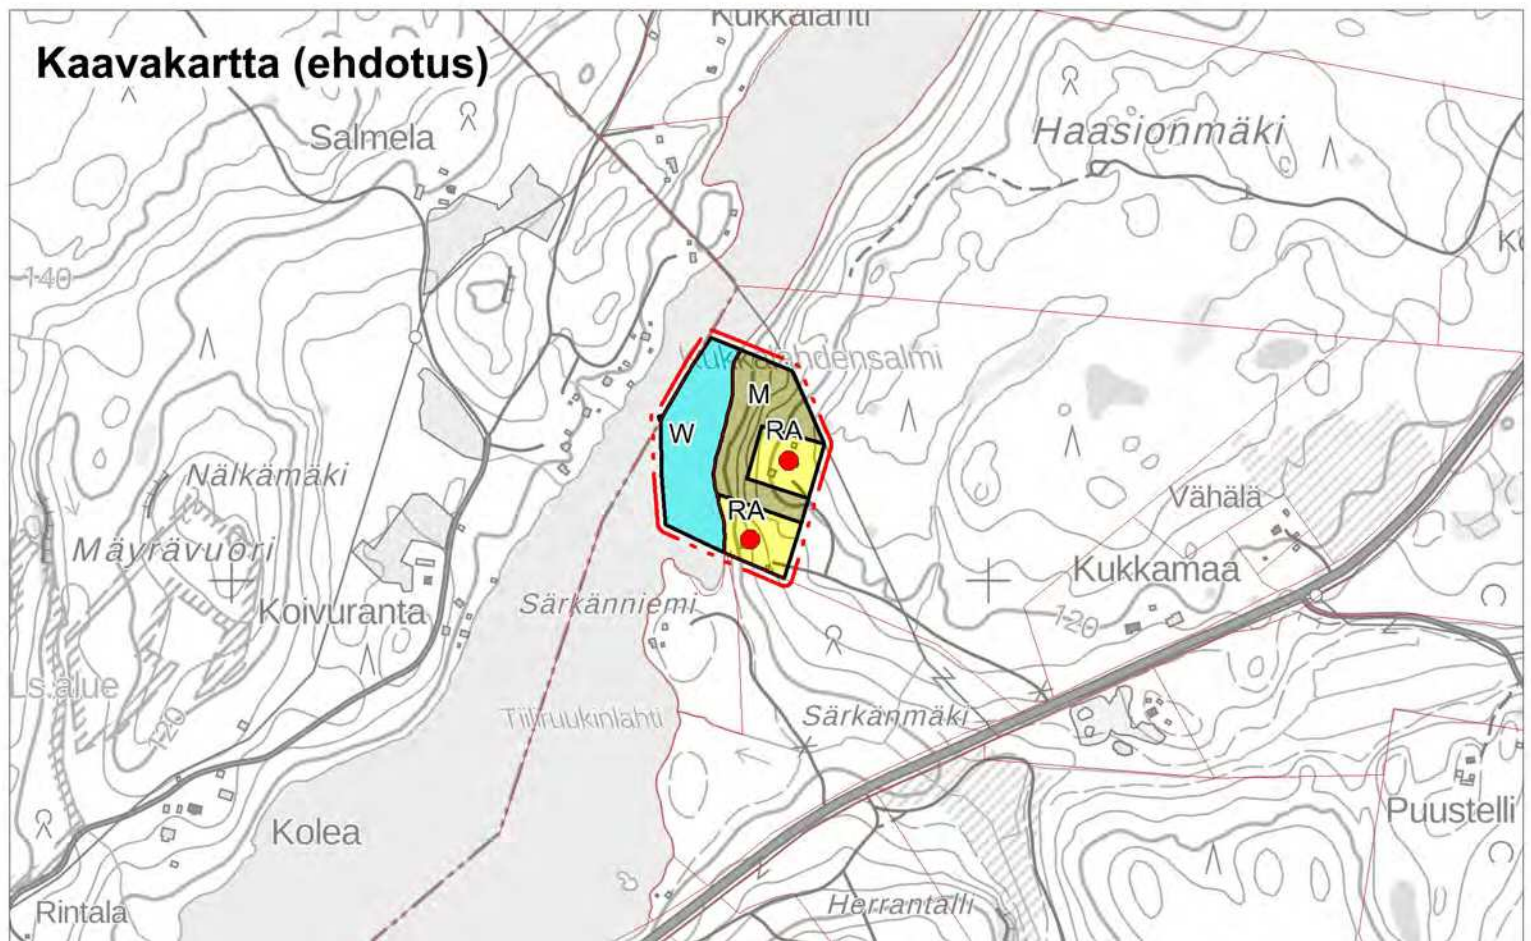 Kukkalahti
Kaavakartta (ehdotus)
Salmela
Haasionmäki
140
Kukkalahdensalmi
M
W
RA
Nälkämäki
Vähälä
RA
Mäyrävuori
Kukkamaa
Koivuranta
Särkänniemi
120
Ls.alue
120
Tiiliruukinlahti
Särkänmäki
Puustelli
Kolea
Rintala
Herrantalli